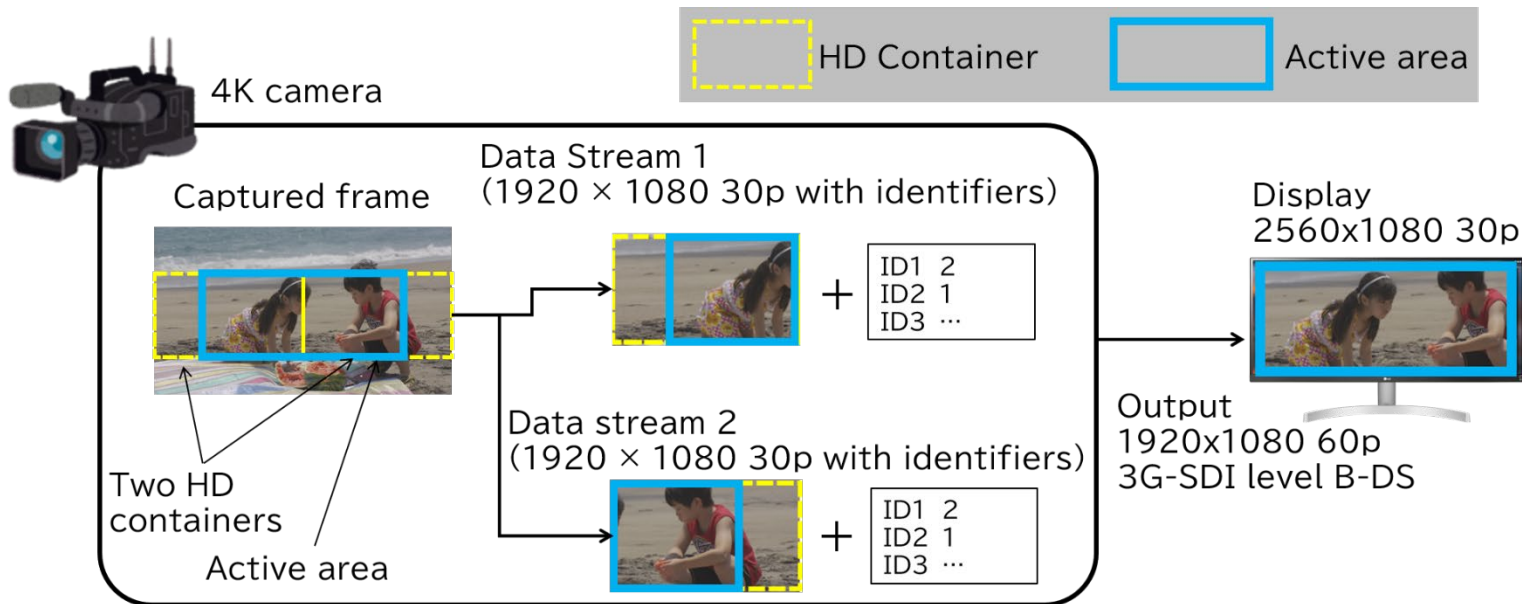 HD Container
Active area
4K camera
Captured frame
Two HD
containers
Active area
Data Stream 1
(1920 × 1080 30p with identifiers)
ID1 2
ID2 1
ID3 …
Data stream 2
(1920 × 1080 30p with identifiers)
ID1 2
ID2 1
ID3 …
Output
1920x1080 60p
3G-SDI level B-DS
Display
2560x1080 30p